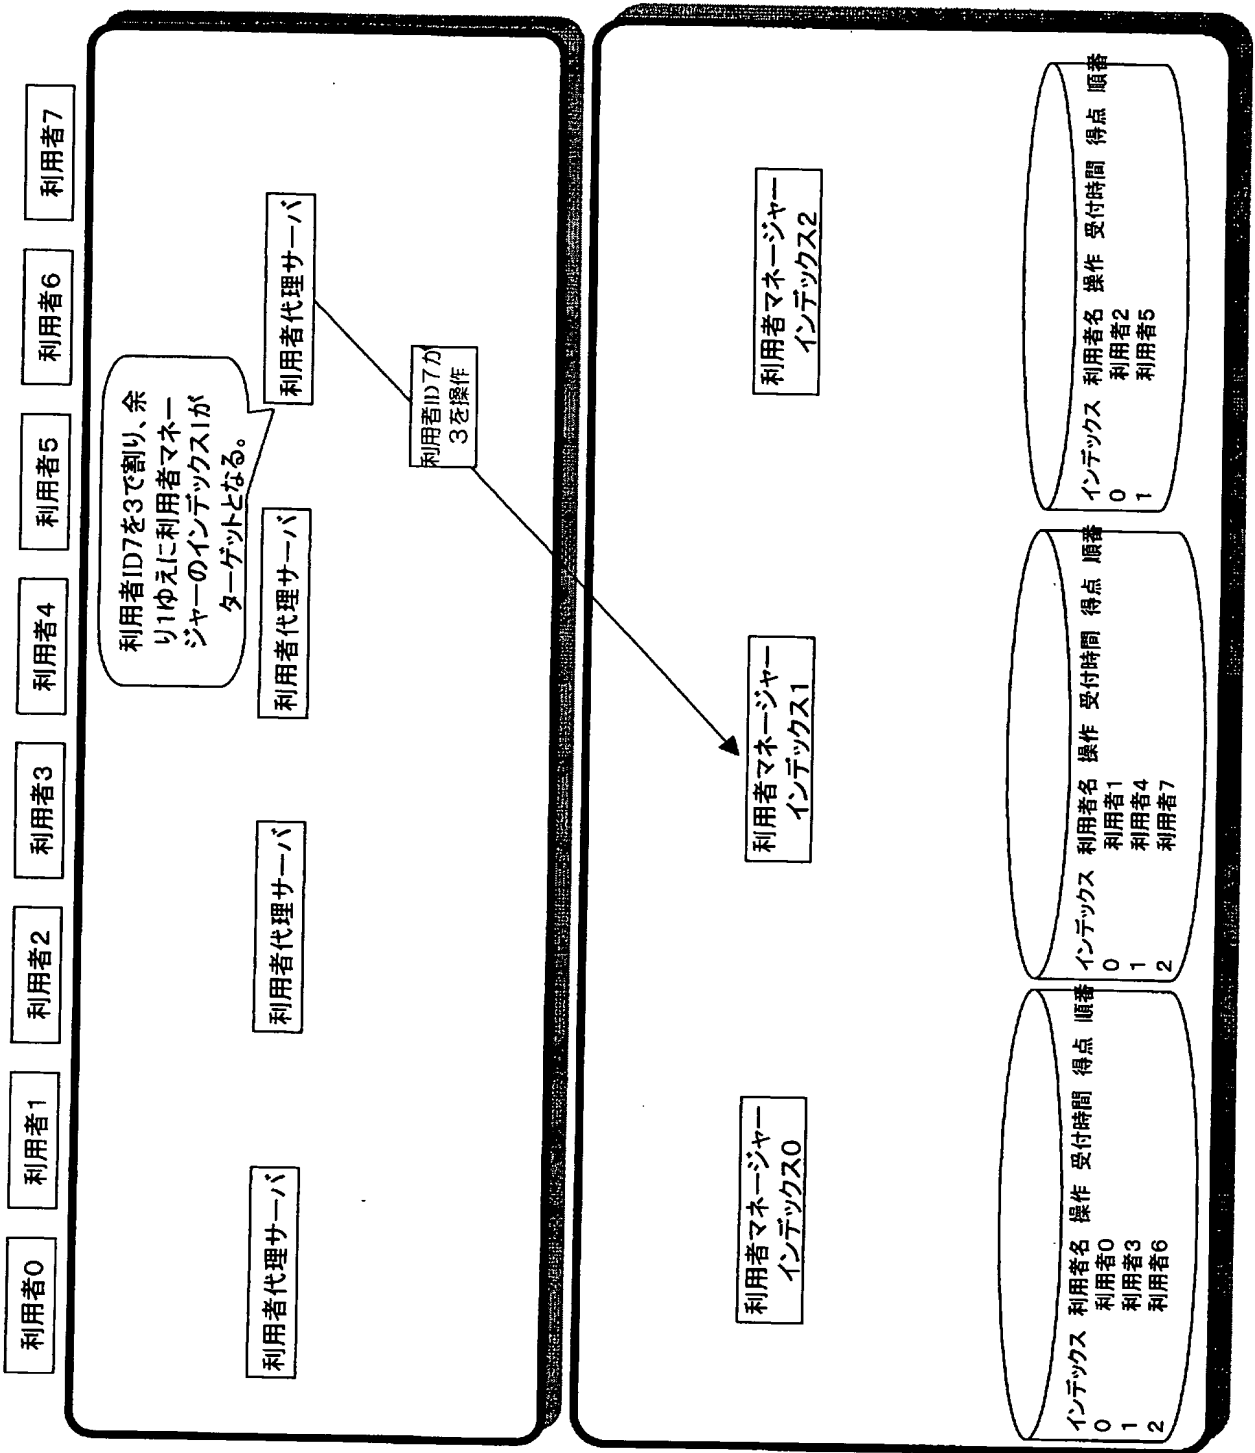 利用者0
利用者1
利用者2
利用者3
利用者4
利用者5
利用者6
利用者7
利用者ID7を3で割り、余
り1ゆえに利用者マネー
ジャーのインデックス1が
ターゲットとなる。
利用者代理サーバ
利用者代理サーバ
利用者代理サーバ
利用者代理サーバ
利用者ID7が
3を操作
利用者マネージャー
インデックス0
利用者マネージャー
インデックス1
利用者マネージャー
インデックス2
インデックス 利用者名 操作 受付時間 得点 順番
0 利用者0
1 利用者3
2 利用者6
インデックス 利用者名 操作 受付時間 得点 順番
0 利用者1
1 利用者4
2 利用者7
インデックス 利用者名 操作 受付時間 得点 順番
0 利用者2
1 利用者5